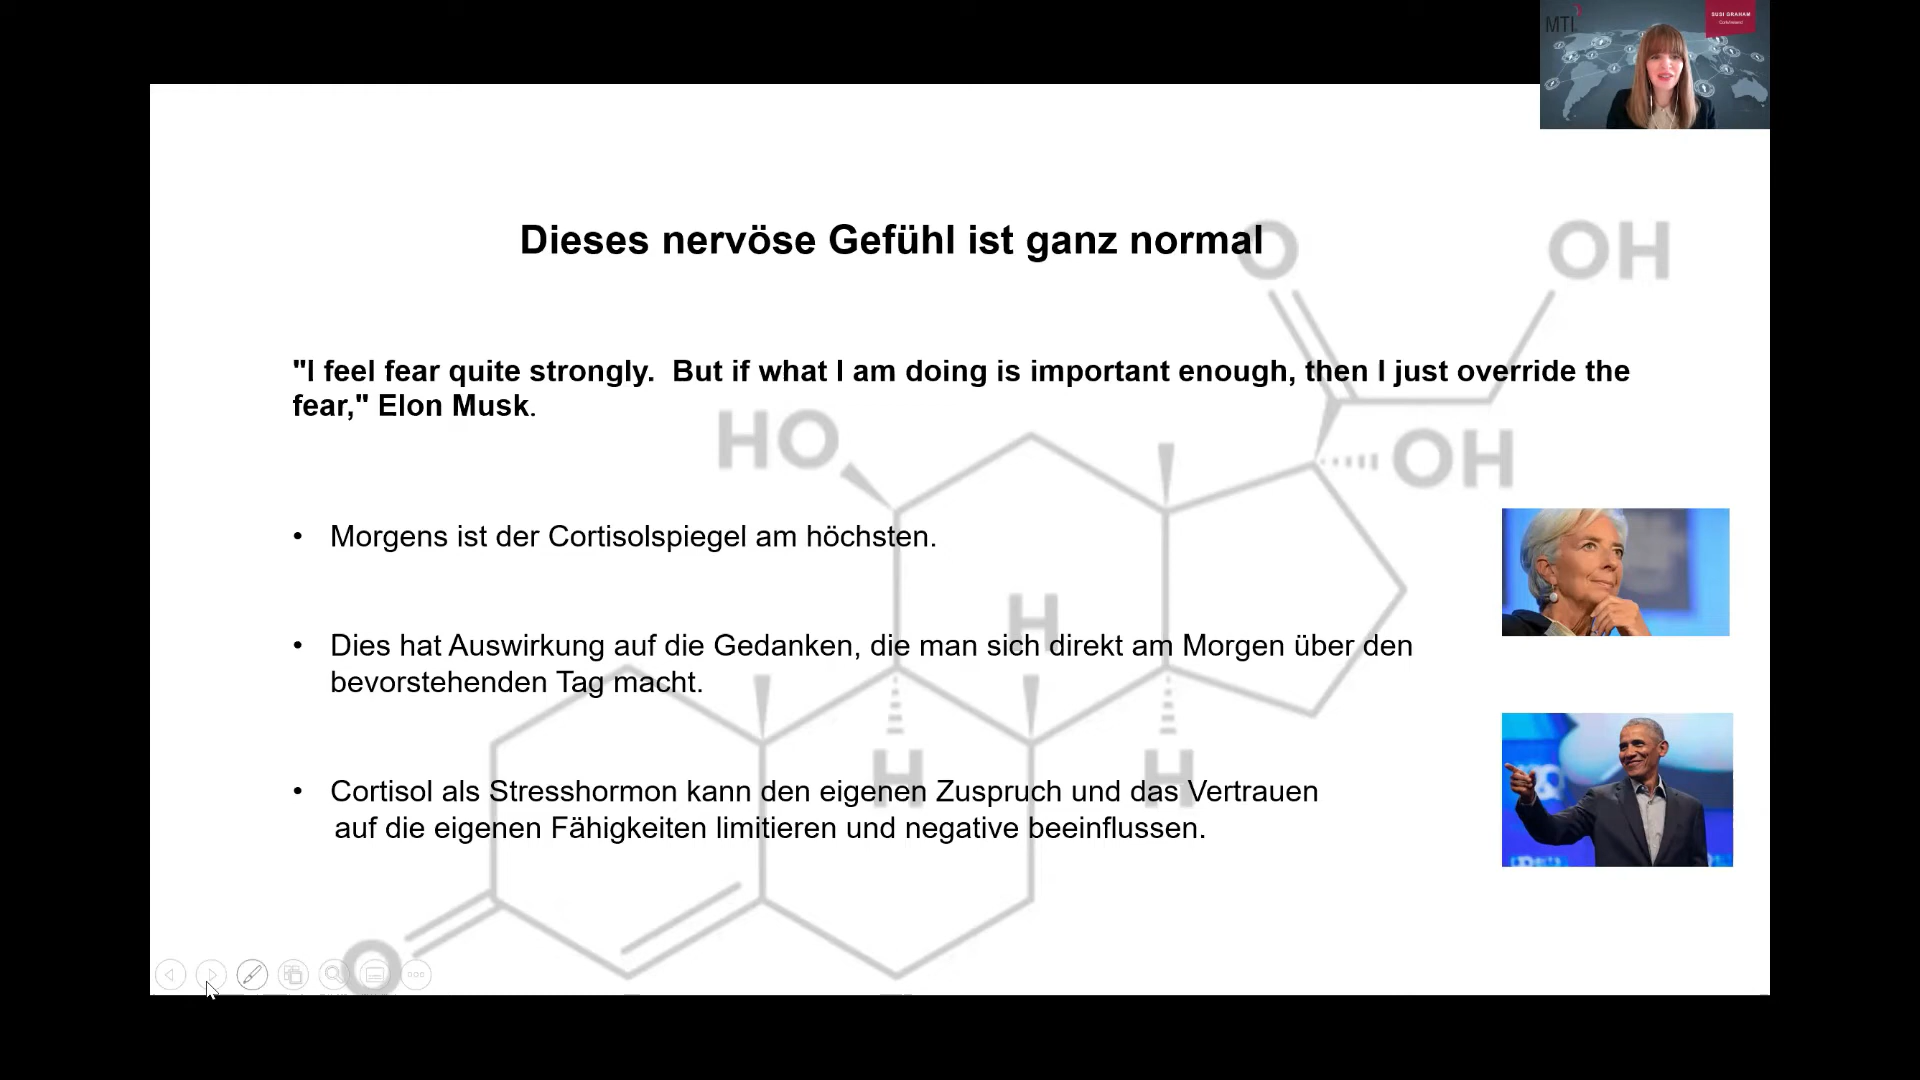 MTI
SUSI GRAHAM
Dieses nervöse Gefühl ist ganz normal
O
OH
"I feel fear quite strongly.  But if what I am doing is important enough, then I just override the
fear," Elon Musk.
HO
OH
• Morgens ist der Cortisolspiegel am höchsten.
H
• Dies hat Auswirkung auf die Gedanken, die man sich direkt am Morgen über den
bevorstehenden Tag macht.
H
H
• Cortisol als Stresshormon kann den eigenen Zuspruch und das Vertrauen
auf die eigenen Fähigkeiten limitieren und negative beeinflussen.
O